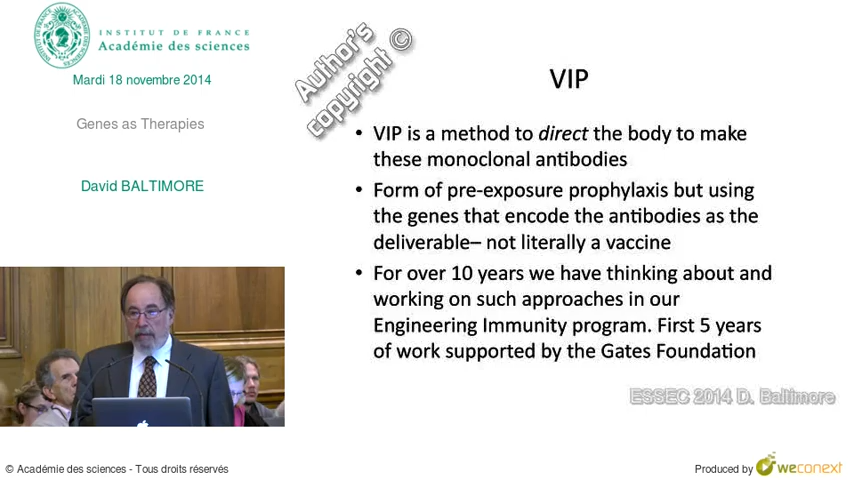 INSTITUT DE FRANCE
Académie des sciences
Mardi 18 novembre 2014
Genes as Therapies
David BALTIMORE
Author's
copyright ©
VIP
• VIP is a method to direct the body to make
these monoclonal antibodies
• Form of pre-exposure prophylaxis but using
the genes that encode the antibodies as the
deliverable– not literally a vaccine
• For over 10 years we have thinking about and
working on such approaches in our
Engineering Immunity program. First 5 years
of work supported by the Gates Foundation
ESSEC 2014 D. Baltimore
© Académie des sciences - Tous droits réservés
Produced by weconext